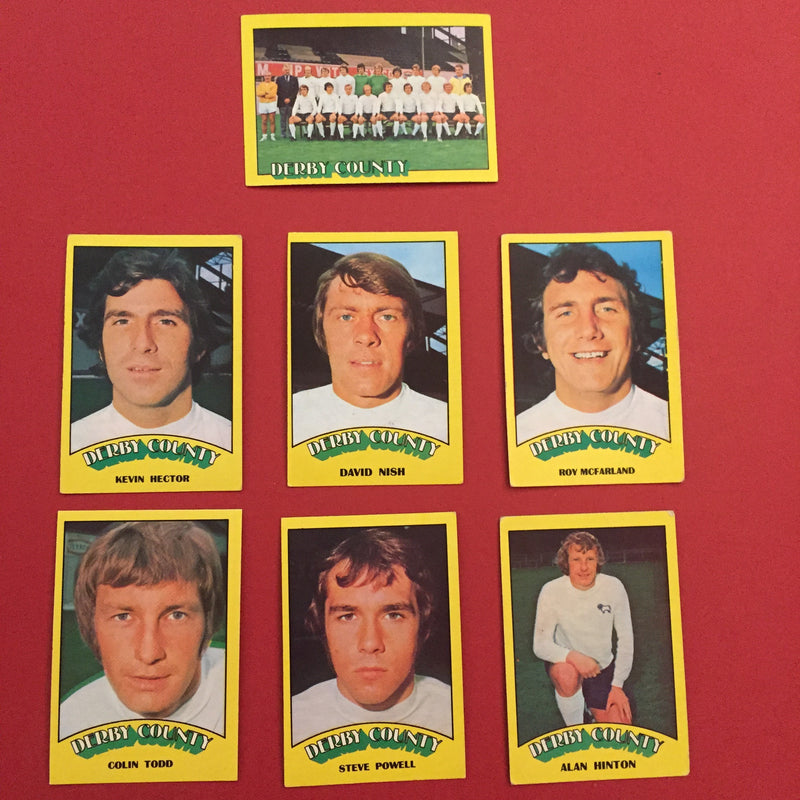 DERBY COUNTY
DERBY COUNTY
KEVIN HECTOR
DERBY COUNTY
DAVID NISH
DERBY COUNTY
ROY MCFARLAND
DERBY COUNTY
COLIN TODD
DERBY COUNTY
STEVE POWELL
DERBY COUNTY
ALAN HINTON